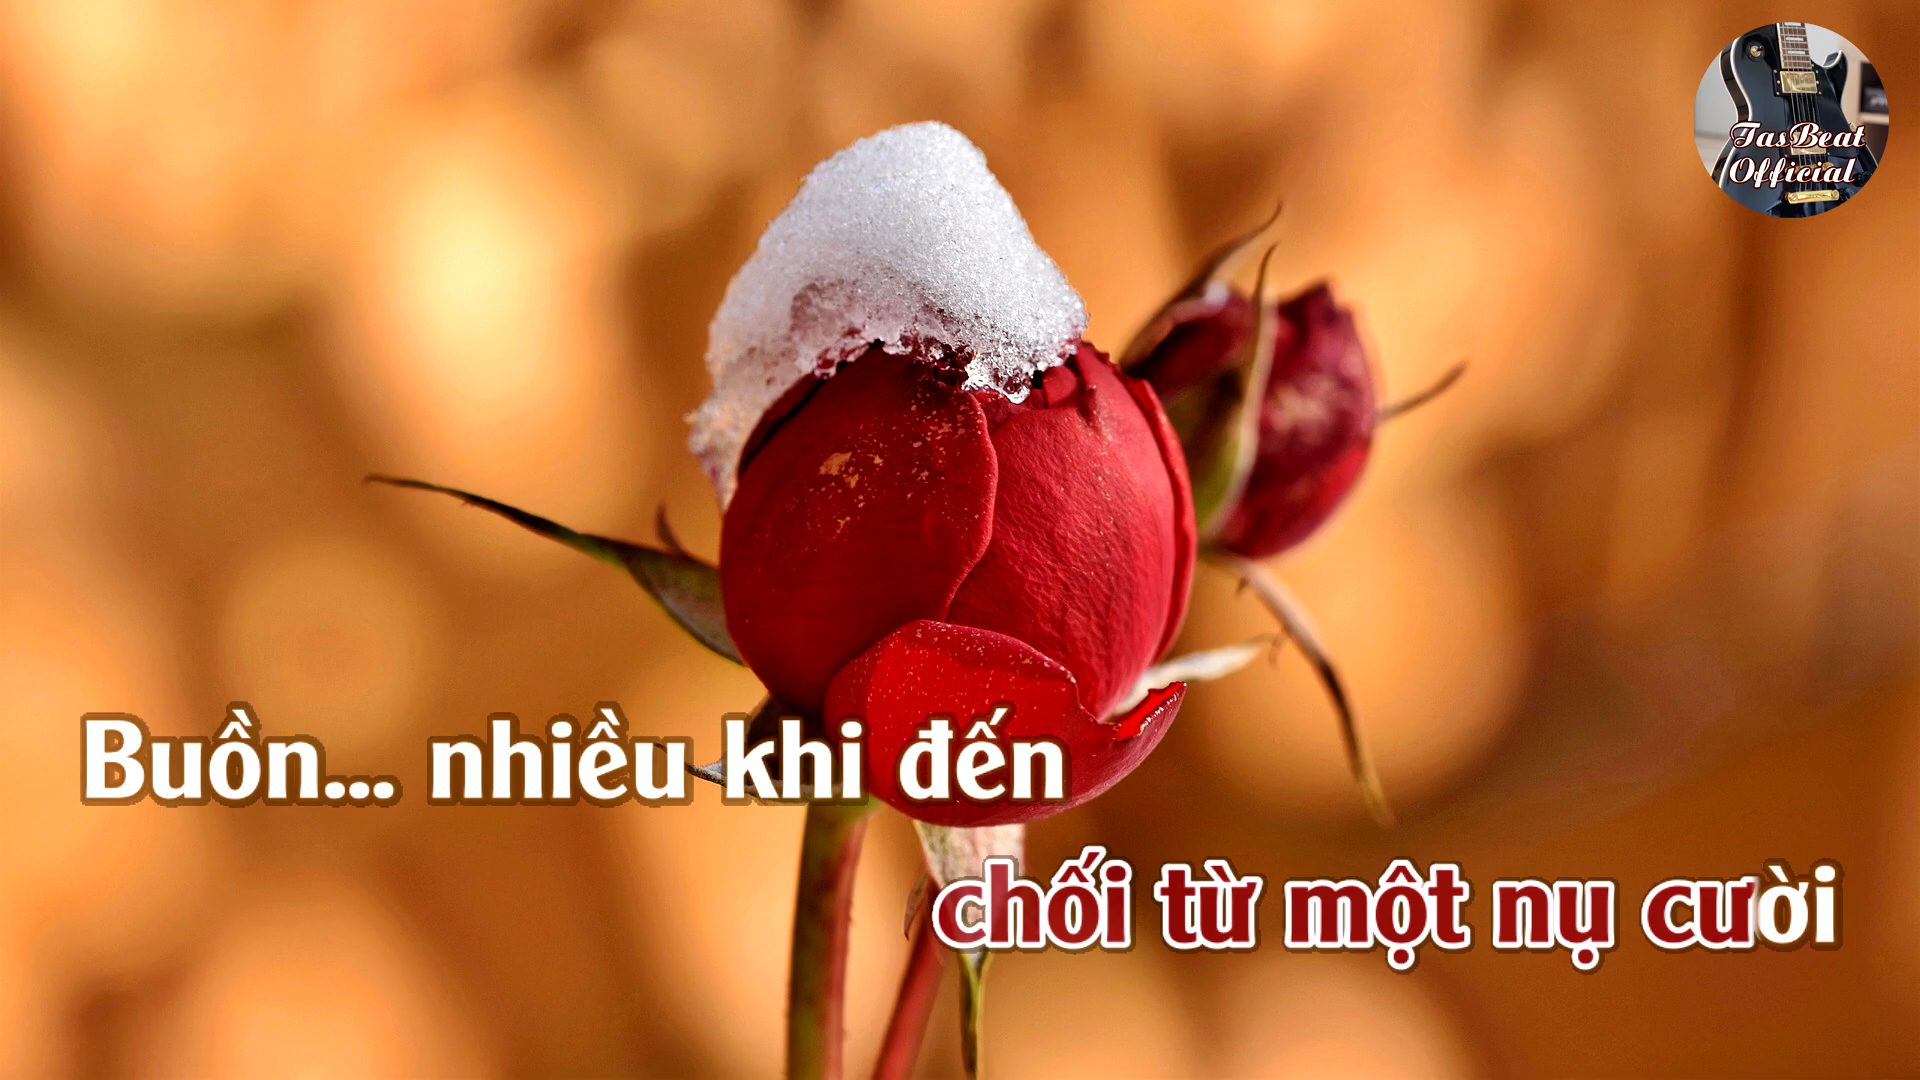 TasBeat
Official
Buồn... nhiều khi đến
chối từ một nụ cười